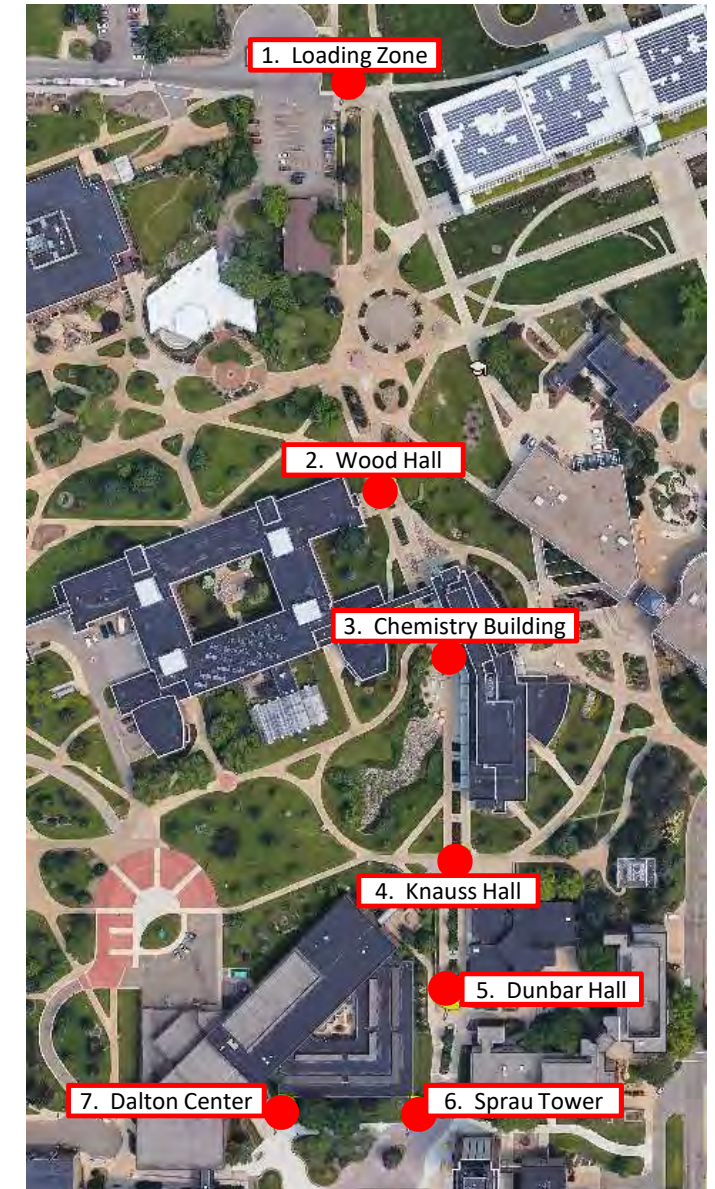 1. Loading Zone
2. Wood Hall
3. Chemistry Building
4. Knauss Hall
5. Dunbar Hall
6. Sprau Tower
7. Dalton Center